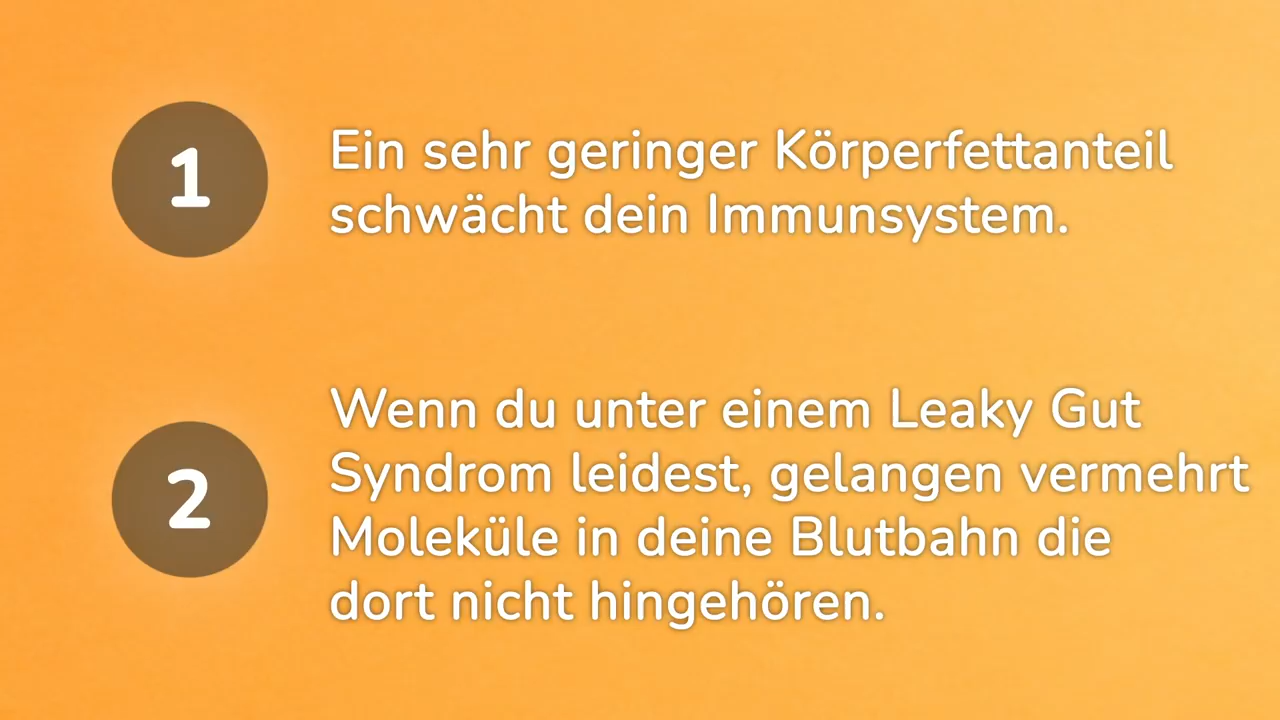 1
Ein sehr geringer Körperfettanteil
schwächt dein Immunsystem.
2
Wenn du unter einem Leaky Gut
Syndrom leidest, gelangen vermehrt
Moleküle in deine Blutbahn die
dort nicht hingehören.